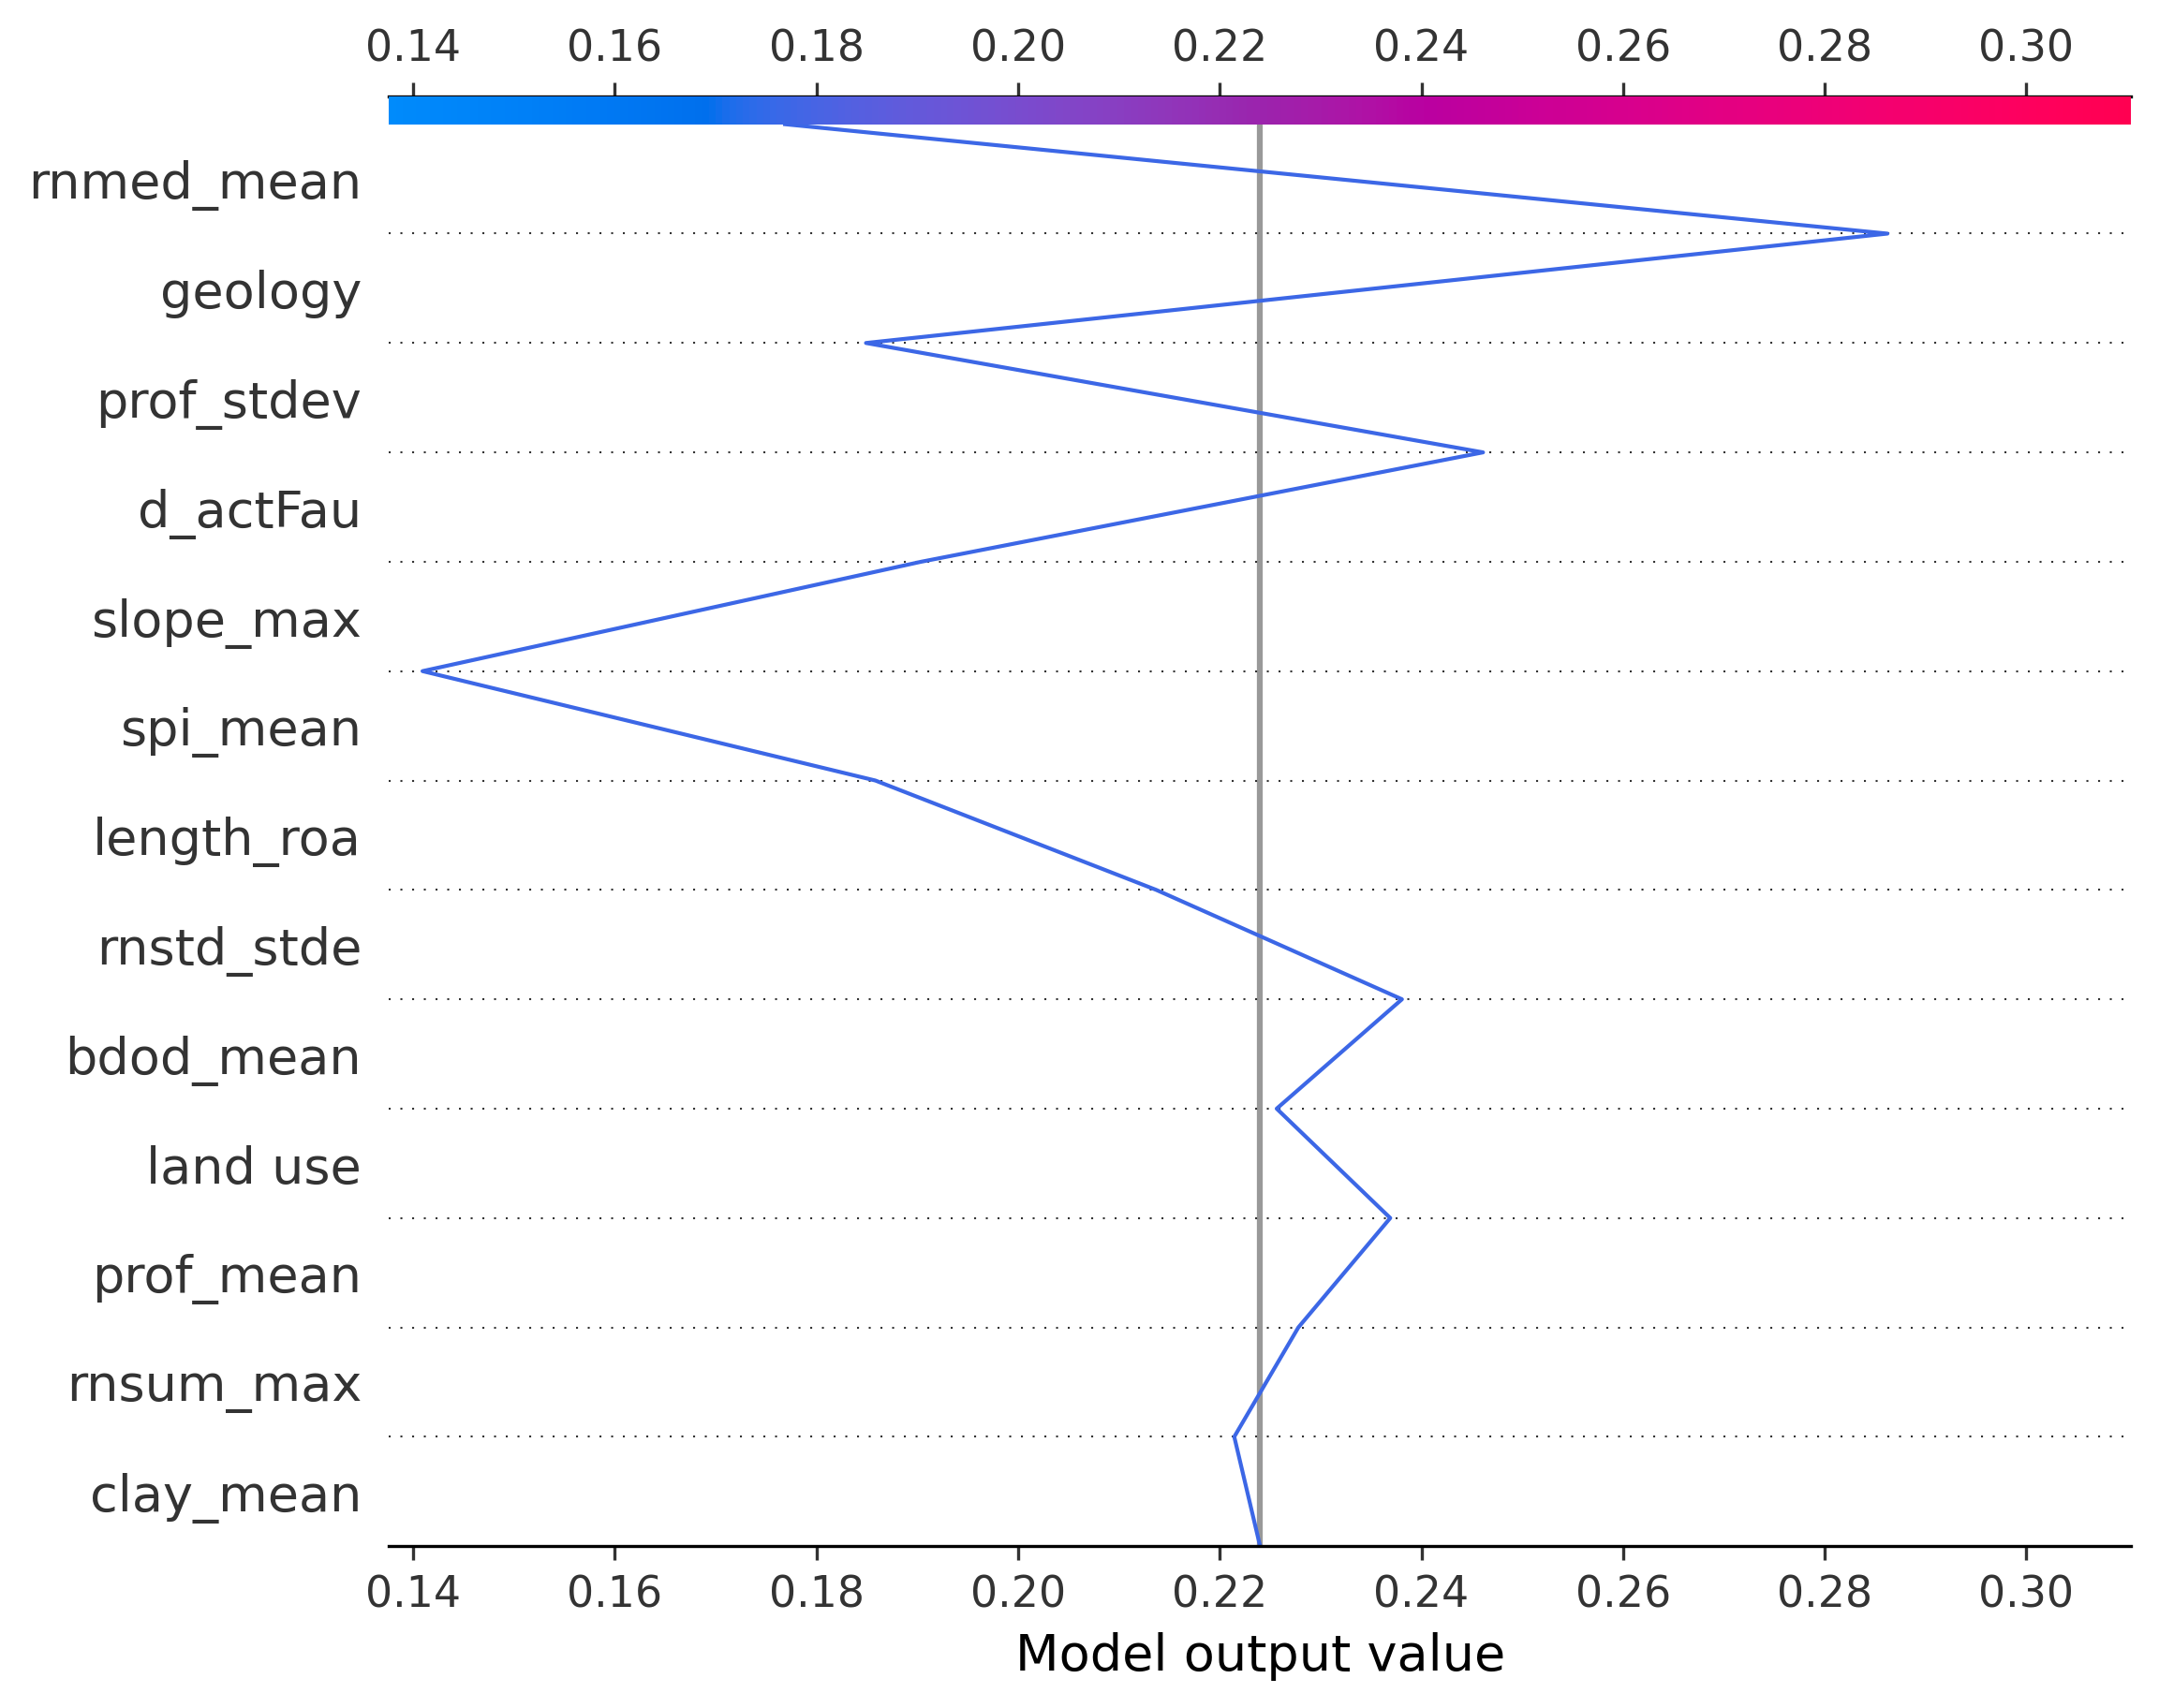 0.14 0.16 0.18 0.20 0.22 0.24 0.26 0.28 0.30
rnmed_mean
geology
prof_stdev
d_actFau
slope_max
spi_mean
length_roa
rnstd_stde
bdod_mean
land use
prof_mean
rnsum_max
clay_mean
0.14 0.16 0.18 0.20 0.22 0.24 0.26 0.28 0.30
Model output value